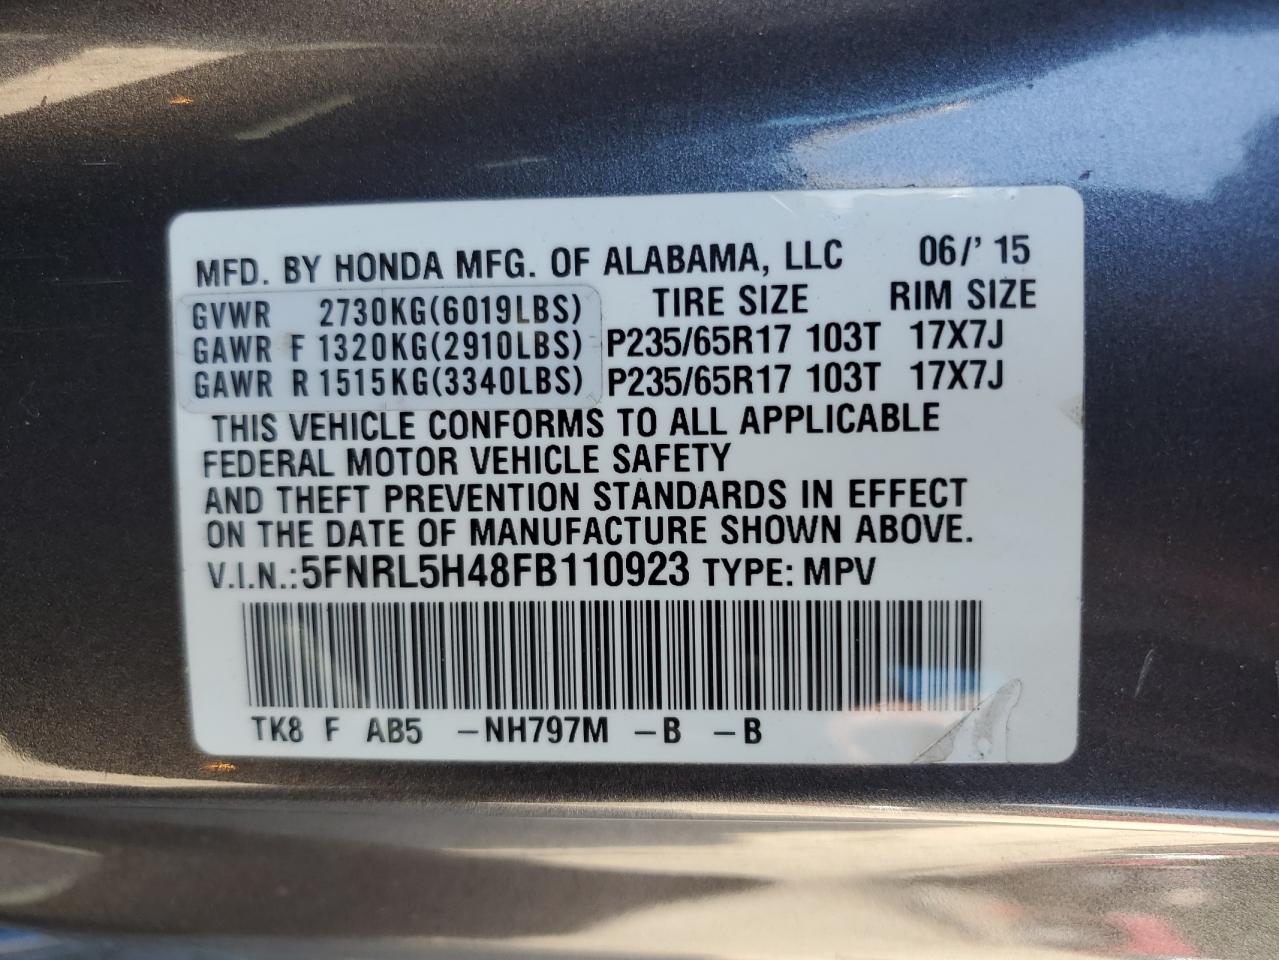 MFD. BY HONDA MFG. OF ALABAMA, LLC 06/' 15
GVWR 2730KG(6019LBS) TIRE SIZE RIM SIZE
GAWR F 1320KG(2910LBS) P235/65R17 103T 17X7J
GAWR R 1515KG(3340LBS) P235/65R17 103T 17X7J
THIS VEHICLE CONFORMS TO ALL APPLICABLE
FEDERAL MOTOR VEHICLE SAFETY
AND THEFT PREVENTION STANDARDS IN EFFECT
ON THE DATE OF MANUFACTURE SHOWN ABOVE.
V.I.N.:5FNRL5H48FB110923 TYPE: MPV
TK8 F AB5 -NH797M -B -B